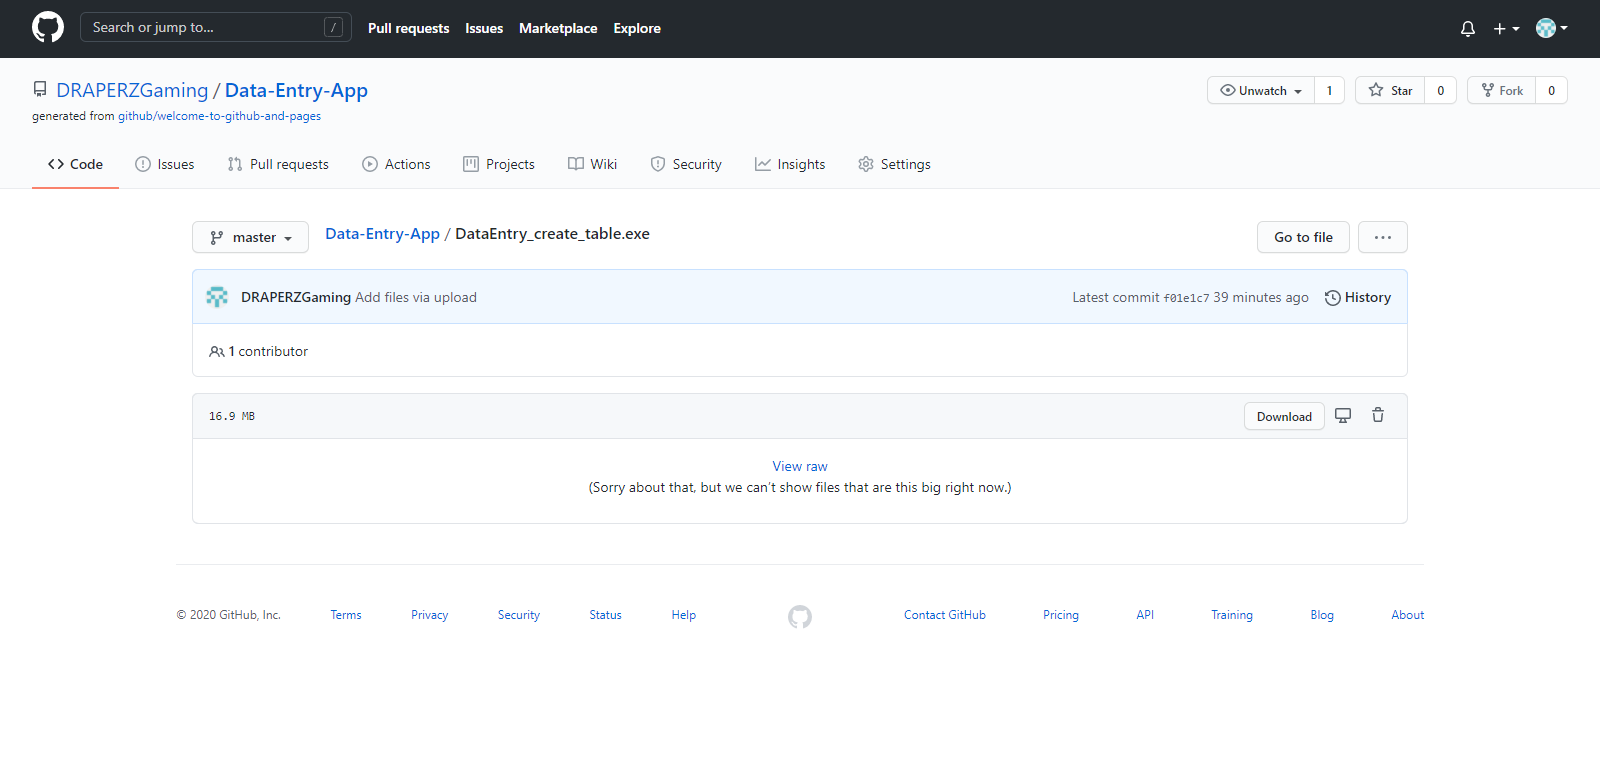 Search or jump to... /
Pull requests Issues Marketplace Explore
DRAPERZGaming / Data-Entry-App
Unwatch 1 Star 0 Fork 0
generated from github/welcome-to-github-and-pages
Code Issues Pull requests Actions Projects Wiki Security Insights Settings
master Data-Entry-App / DataEntry_create_table.exe Go to file ...
DRAPERZGaming Add files via upload Latest commit f01e1c7 39 minutes ago History
1 contributor
16.9 MB Download
View raw
(Sorry about that, but we can't show files that are this big right now.)
© 2020 GitHub, Inc. Terms Privacy Security Status Help Contact GitHub Pricing API Training Blog About